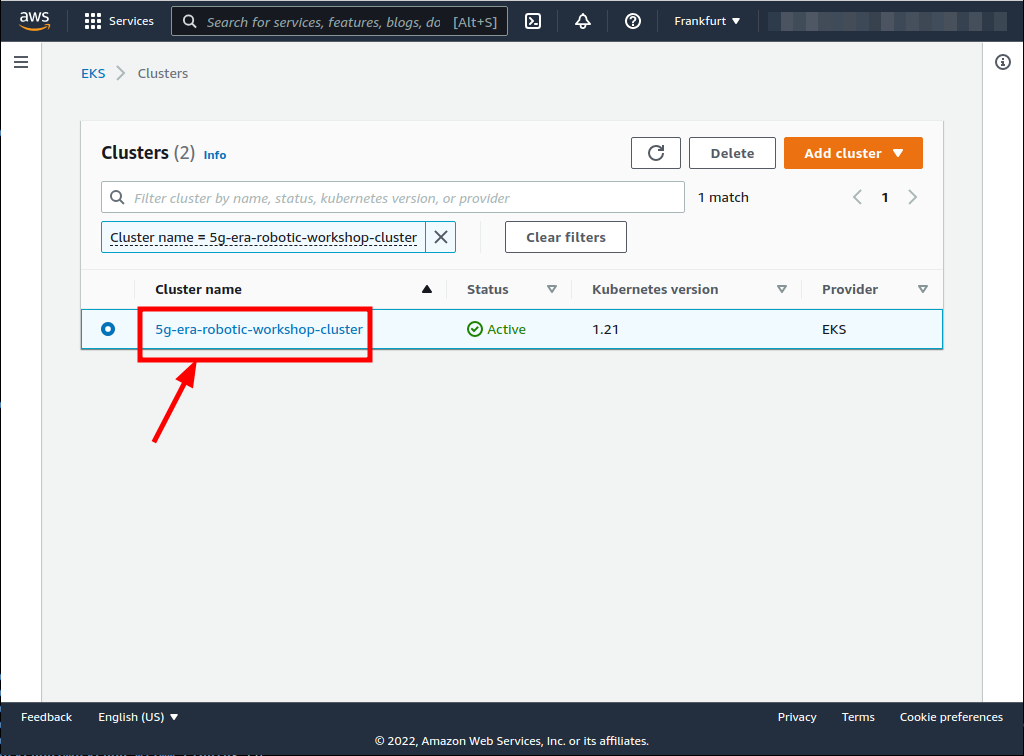 aws Services Search for services, features, blogs, do [Alt+S] Frankfurt
EKS Clusters
Clusters (2) Info Delete Add cluster
Filter cluster by name, status, kubernetes version, or provider 1 match 1
Cluster name = 5g-era-robotic-workshop-cluster Clear filters
Cluster name Status Kubernetes version Provider
5g-era-robotic-workshop-cluster Active 1.21 EKS
Feedback English (US) Privacy Terms Cookie preferences
© 2022, Amazon Web Services, Inc. or its affiliates.